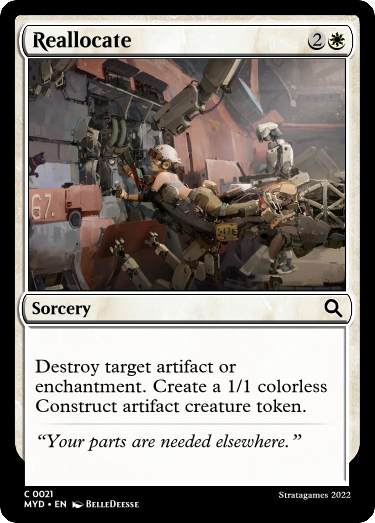 Reallocate 2
67.
Sorcery
Destroy target artifact or
enchantment. Create a 1/1 colorless
Construct artifact creature token.
“Your parts are needed elsewhere.”
C 0021
MYD • EN BelleDeesse
Stratagames 2022